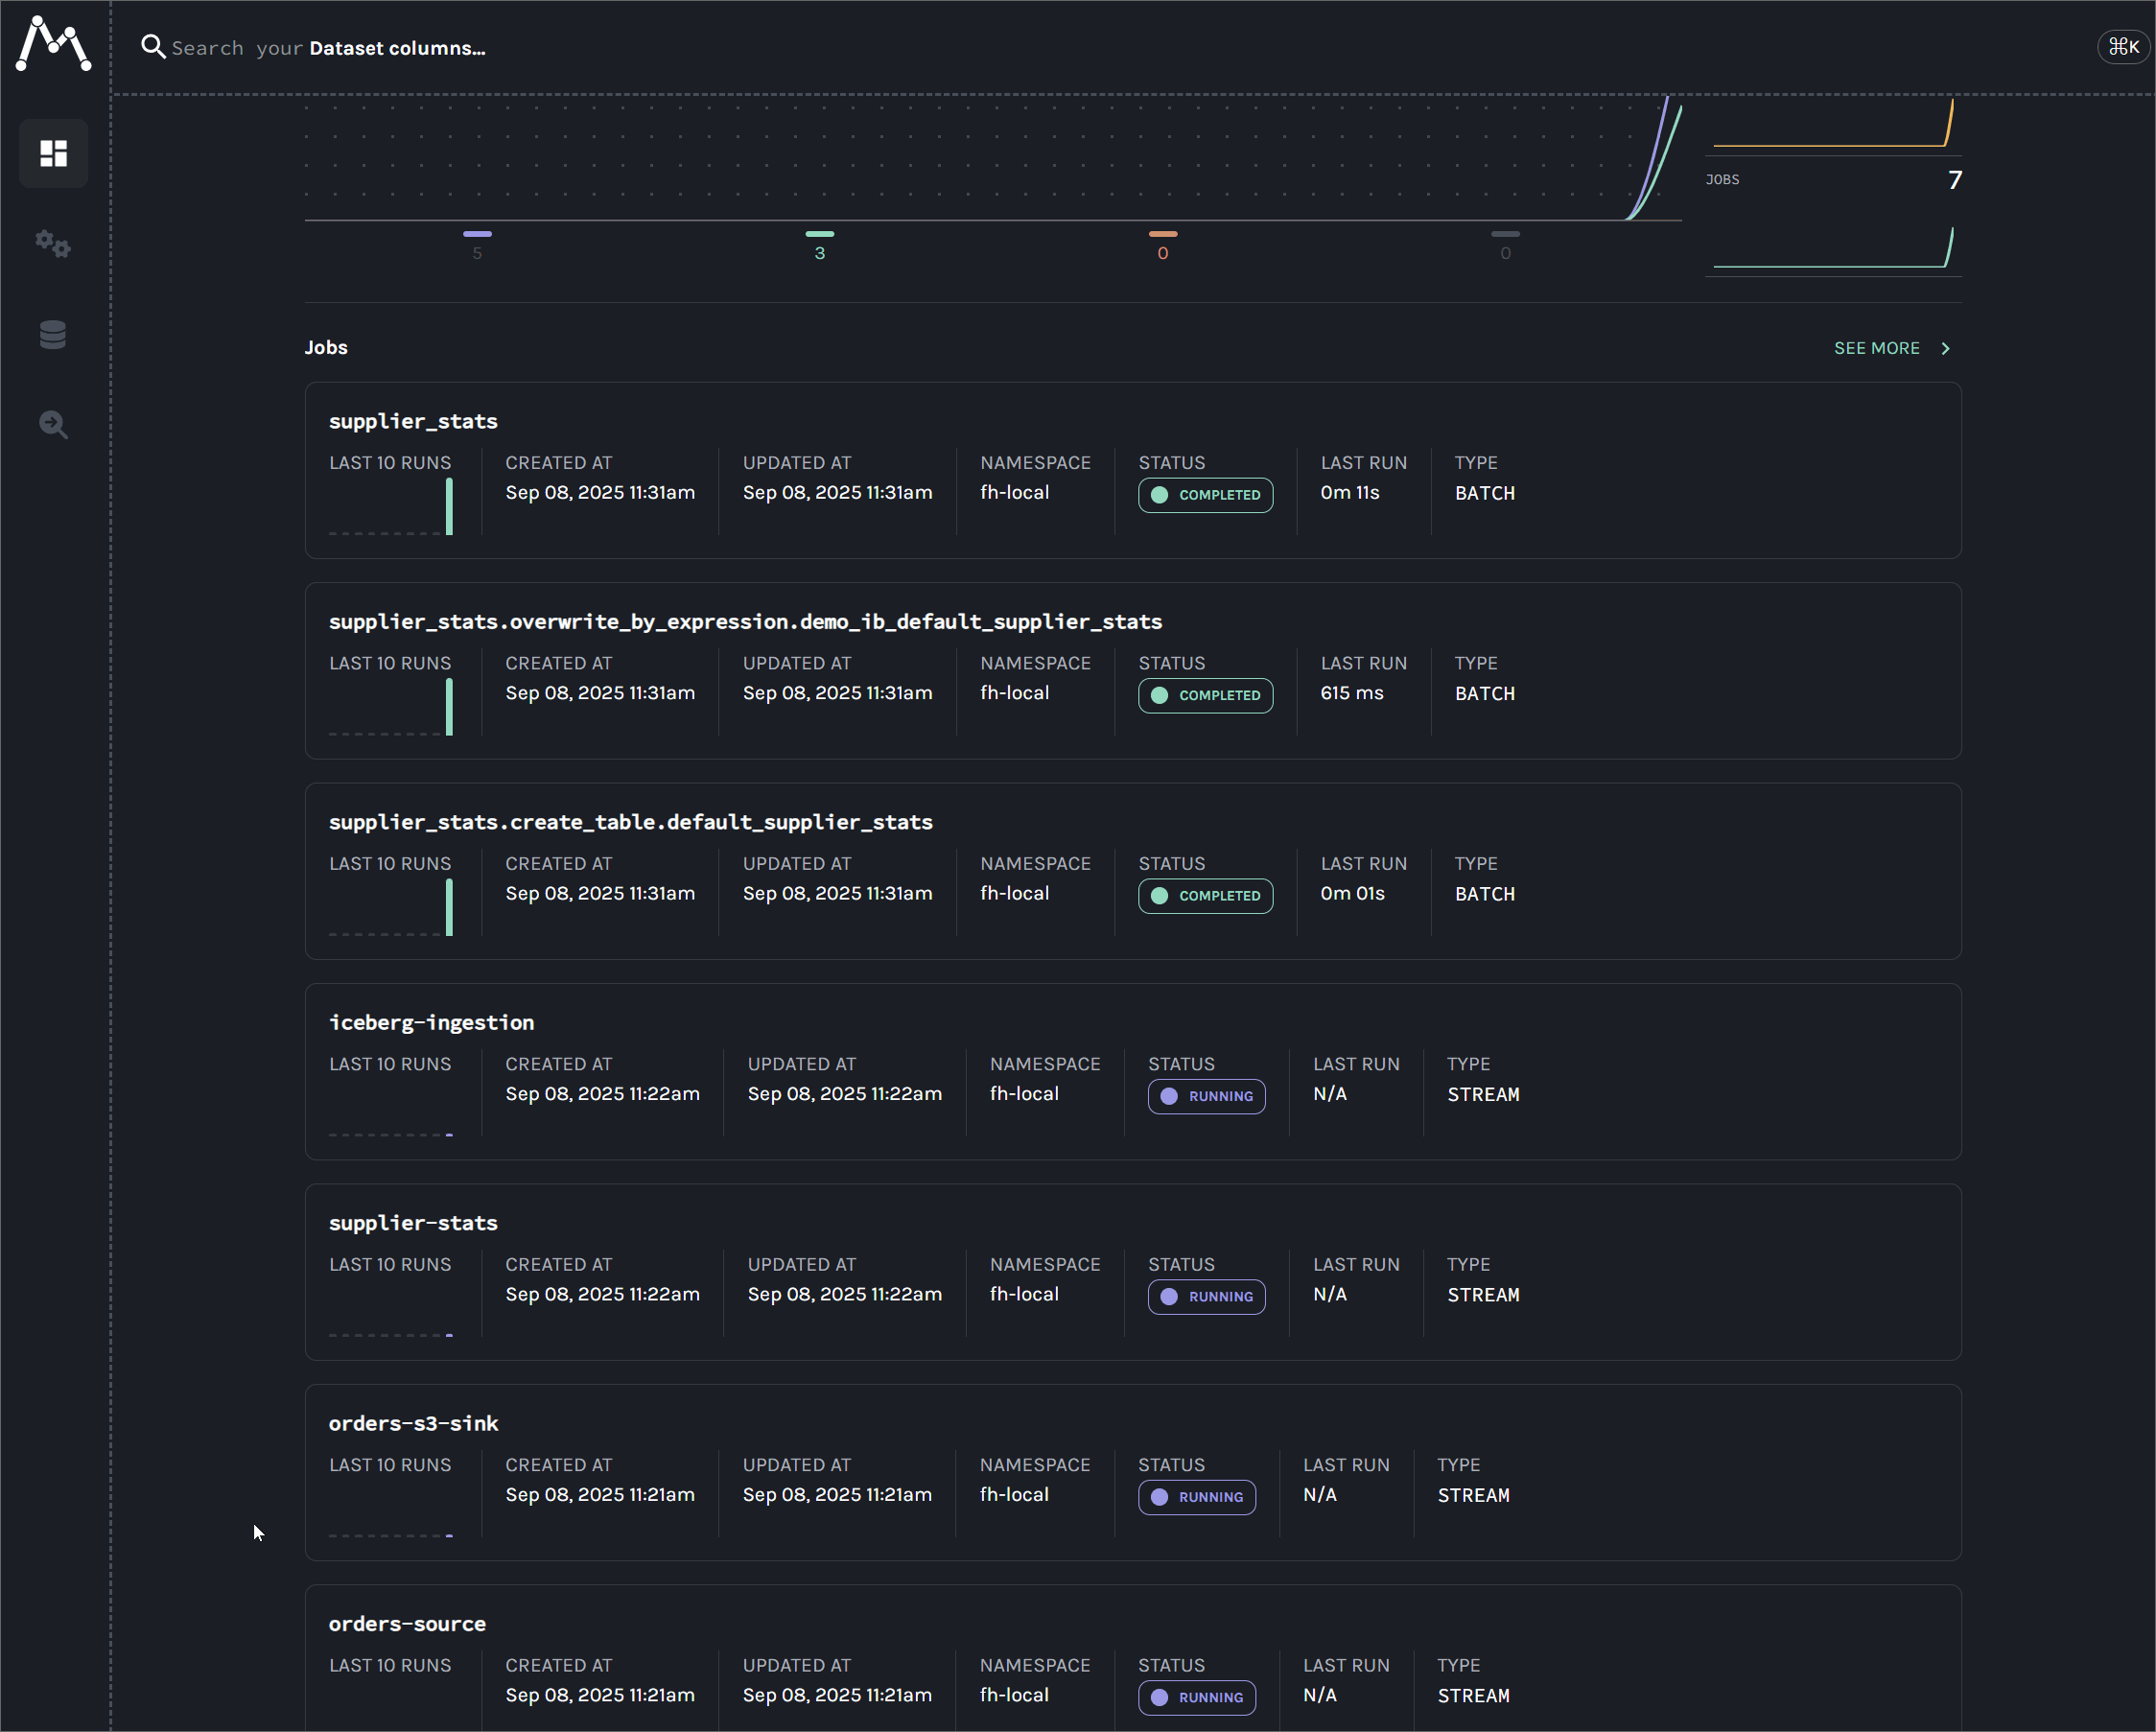 Search your Dataset columns...
⌘K
JOBS 7
5 3 0 0
Jobs
SEE MORE
supplier_stats
LAST 10 RUNS CREATED AT UPDATED AT NAMESPACE STATUS LAST RUN TYPE
Sep 08, 2025 11:31am Sep 08, 2025 11:31am fh-local COMPLETED 0m 11s BATCH
supplier_stats.overwrite_by_expression.demo_ib_default_supplier_stats
LAST 10 RUNS CREATED AT UPDATED AT NAMESPACE STATUS LAST RUN TYPE
Sep 08, 2025 11:31am Sep 08, 2025 11:31am fh-local COMPLETED 615 ms BATCH
supplier_stats.create_table.default_supplier_stats
LAST 10 RUNS CREATED AT UPDATED AT NAMESPACE STATUS LAST RUN TYPE
Sep 08, 2025 11:31am Sep 08, 2025 11:31am fh-local COMPLETED 0m 01s BATCH
iceberg-ingestion
LAST 10 RUNS CREATED AT UPDATED AT NAMESPACE STATUS LAST RUN TYPE
Sep 08, 2025 11:22am Sep 08, 2025 11:22am fh-local RUNNING N/A STREAM
supplier-stats
LAST 10 RUNS CREATED AT UPDATED AT NAMESPACE STATUS LAST RUN TYPE
Sep 08, 2025 11:22am Sep 08, 2025 11:22am fh-local RUNNING N/A STREAM
orders-s3-sink
LAST 10 RUNS CREATED AT UPDATED AT NAMESPACE STATUS LAST RUN TYPE
Sep 08, 2025 11:21am Sep 08, 2025 11:21am fh-local RUNNING N/A STREAM
orders-source
LAST 10 RUNS CREATED AT UPDATED AT NAMESPACE STATUS LAST RUN TYPE
Sep 08, 2025 11:21am Sep 08, 2025 11:21am fh-local RUNNING N/A STREAM